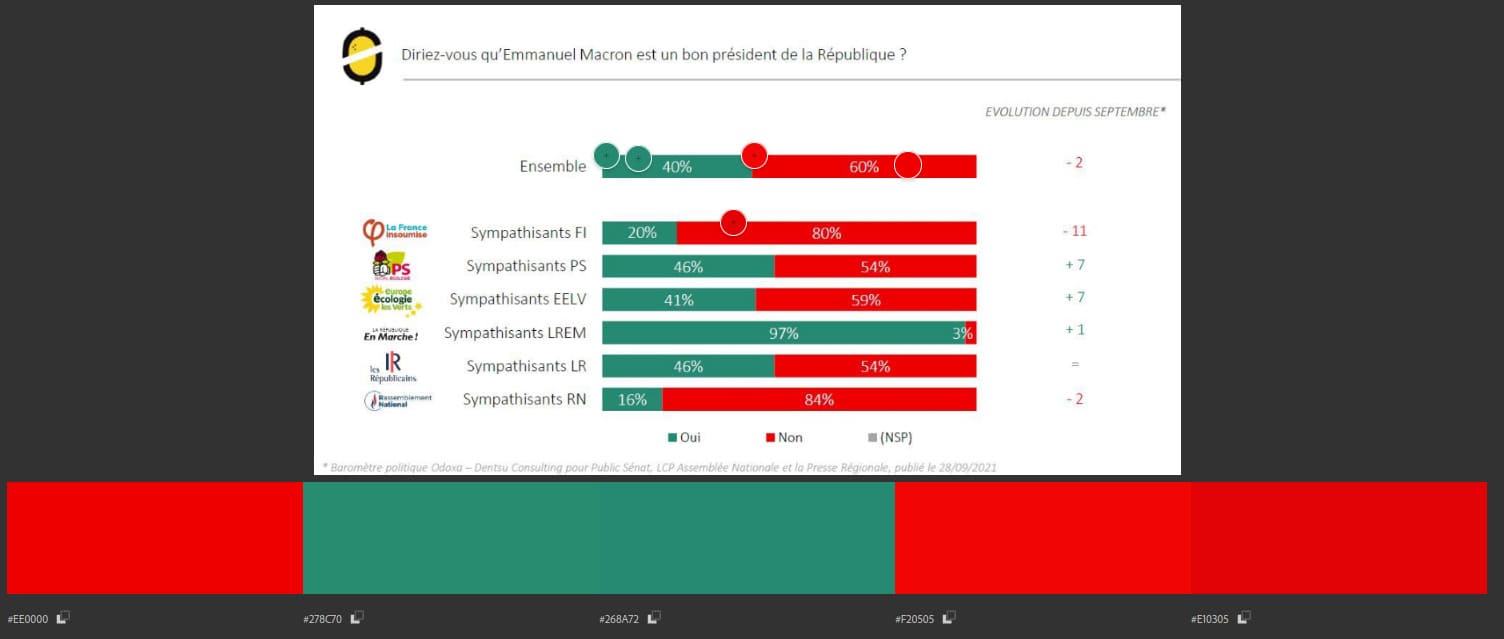 Diriez-vous qu'Emmanuel Macron est un bon président de la République ?
EVOLUTION DEPUIS SEPTEMBRE*
Ensemble 40% 60% - 2
La France insoumise Sympathisants FI 20% 80% - 11
PS Sympathisants PS 46% 54% + 7
europe écologie les Verts Sympathisants EELV 41% 59% + 7
LA RÉPUBLIQUE En Marche ! Sympathisants LREM 97% 3% + 1
les Républicains Sympathisants LR 46% 54% =
Rassemblement National Sympathisants RN 16% 84% - 2
Oui Non (NSP)
* Baromètre politique Odoxa – Dentsu Consulting pour Public Sénat, LCP Assemblée Nationale et la Presse Régionale, publié le 28/09/2021
#EE0000 #278C70 #268A72 #F20505 #E10305